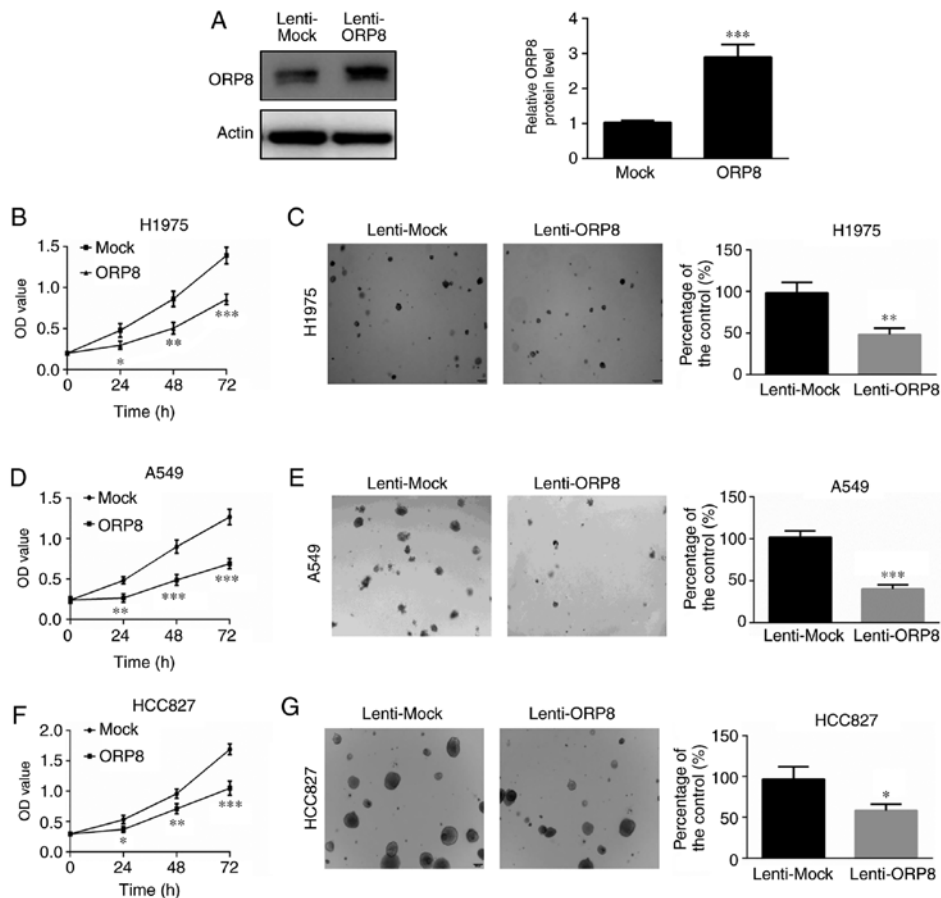 A
Lenti-Mock
Lenti-ORP8
ORP8
Actin
Relative ORP8
protein level
4
3
2
1
0
***
Mock
ORP8
B
H1975
OD value
1.5
1.0
0.5
0.0
Mock
ORP8
*
**
***
0
24
48
72
Time (h)
C
Lenti-Mock
Lenti-ORP8
H1975
H1975
Percentage of
the control (%)
150
100
50
0
**
Lenti-Mock
Lenti-ORP8
D
A549
OD value
1.5
1.0
0.5
0.0
Mock
ORP8
**
***
***
0
24
48
72
Time (h)
E
Lenti-Mock
Lenti-ORP8
A549
A549
Percentage of
the control (%)
150
100
50
0
***
Lenti-Mock
Lenti-ORP8
F
HCC827
OD value
2.0
1.5
1.0
0.5
0.0
Mock
ORP8
*
**
***
0
24
48
72
Time (h)
G
Lenti-Mock
Lenti-ORP8
HCC827
HCC827
Percentage of
the control (%)
150
100
50
0
*
Lenti-Mock
Lenti-ORP8